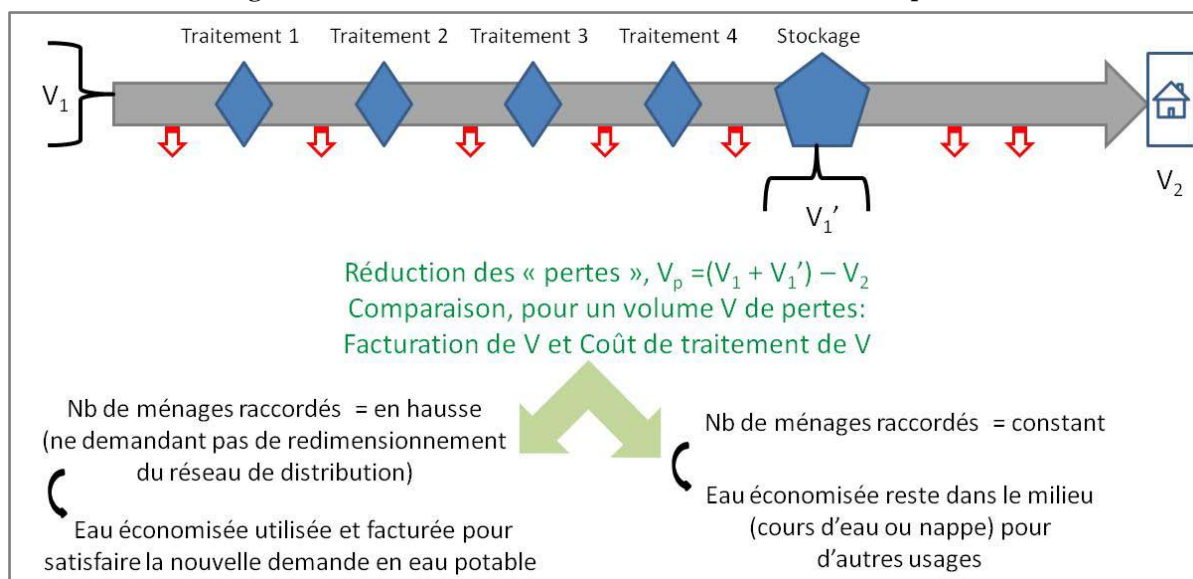 Traitement 1 Traitement 2 Traitement 3 Traitement 4 Stockage
V₁
V₂
V₁’
Réduction des « pertes », Vₚ =(V₁ + V₁’) – V₂
Comparaison, pour un volume V de pertes:
Facturation de V et Coût de traitement de V
Nb de ménages raccordés = en hausse
(ne demandant pas de redimensionnement
du réseau de distribution)
Eau économisée utilisée et facturée pour
satisfaire la nouvelle demande en eau potable
Nb de ménages raccordés = constant
Eau économisée reste dans le milieu
(cours d’eau ou nappe) pour
d’autres usages